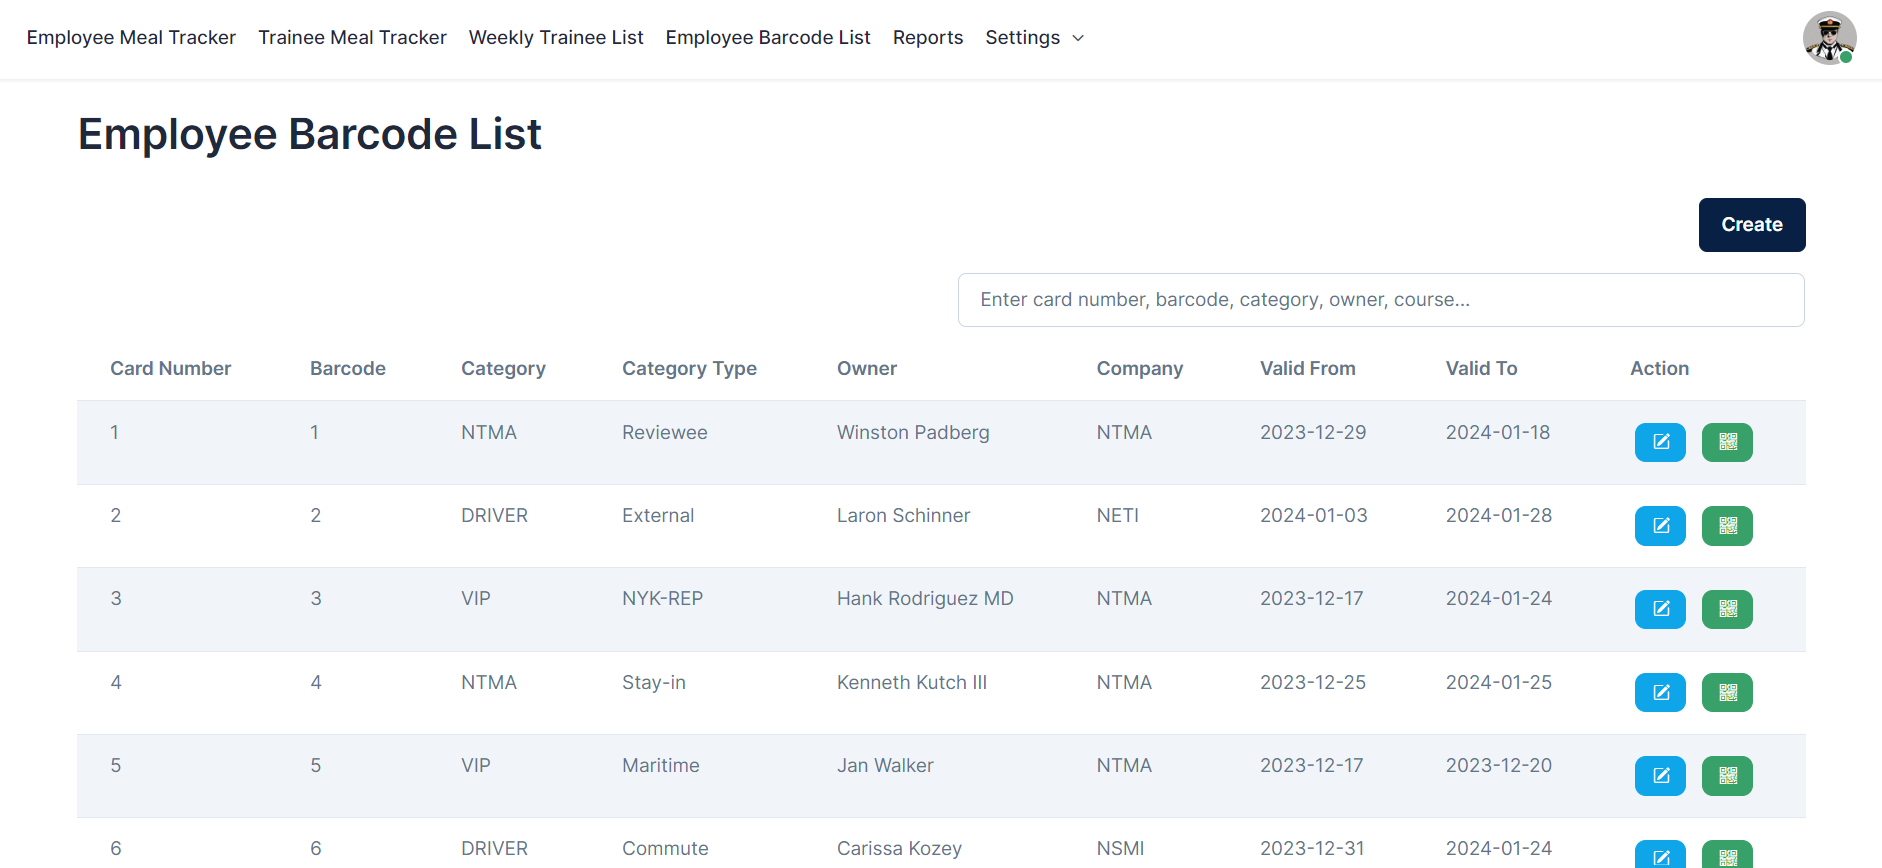 Employee Meal Tracker Trainee Meal Tracker Weekly Trainee List Employee Barcode List Reports Settings
Employee Barcode List
Create
Enter card number, barcode, category, owner, course...
Card Number Barcode Category Category Type Owner Company Valid From Valid To Action
1 1 NTMA Reviewee Winston Padberg NTMA 2023-12-29 2024-01-18
2 2 DRIVER External Laron Schinner NETI 2024-01-03 2024-01-28
3 3 VIP NYK-REP Hank Rodriguez MD NTMA 2023-12-17 2024-01-24
4 4 NTMA Stay-in Kenneth Kutch III NTMA 2023-12-25 2024-01-25
5 5 VIP Maritime Jan Walker NTMA 2023-12-17 2023-12-20
6 6 DRIVER Commute Carissa Kozey NSMI 2023-12-31 2024-01-24